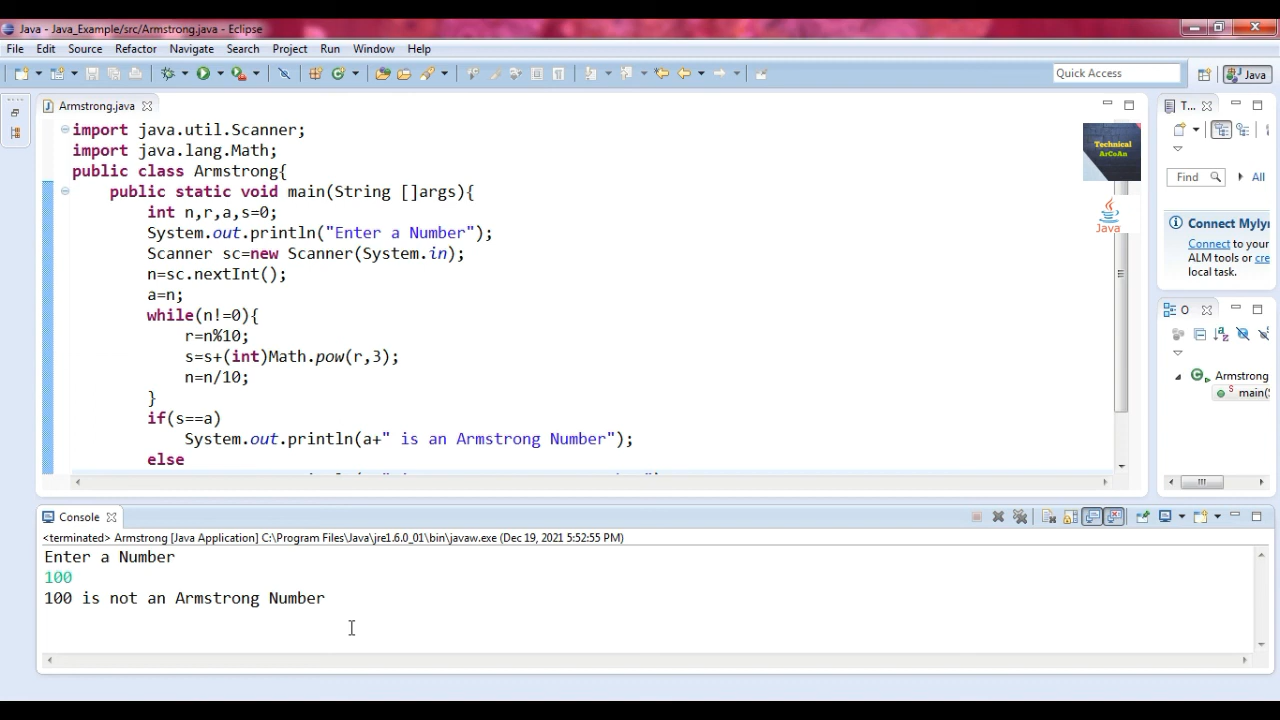 Java - Java_Example/src/Armstrong.java - Eclipse
File Edit Source Refactor Navigate Search Project Run Window Help
Quick Access
Java
Armstrong.java
T...
import java.util.Scanner;
import java.lang.Math;
public class Armstrong{
public static void main(String []args){
int n,r,a,s=0;
System.out.println("Enter a Number");
Scanner sc=new Scanner(System.in);
n=sc.nextInt();
a=n;
while(n!=0){
r=n%10;
s=s+(int)Math.pow(r,3);
n=n/10;
}
if(s==a)
System.out.println(a+" is an Armstrong Number");
else
Technical
ArCoAn
Java
Find
All
Connect Myly
Connect to your
ALM tools or cre
local task.
O
Armstrong
main(S
Console
<terminated> Armstrong [Java Application] C:\Program Files\Java\jre1.6.0_01\bin\javaw.exe (Dec 19, 2021 5:52:55 PM)
Enter a Number
100
100 is not an Armstrong Number